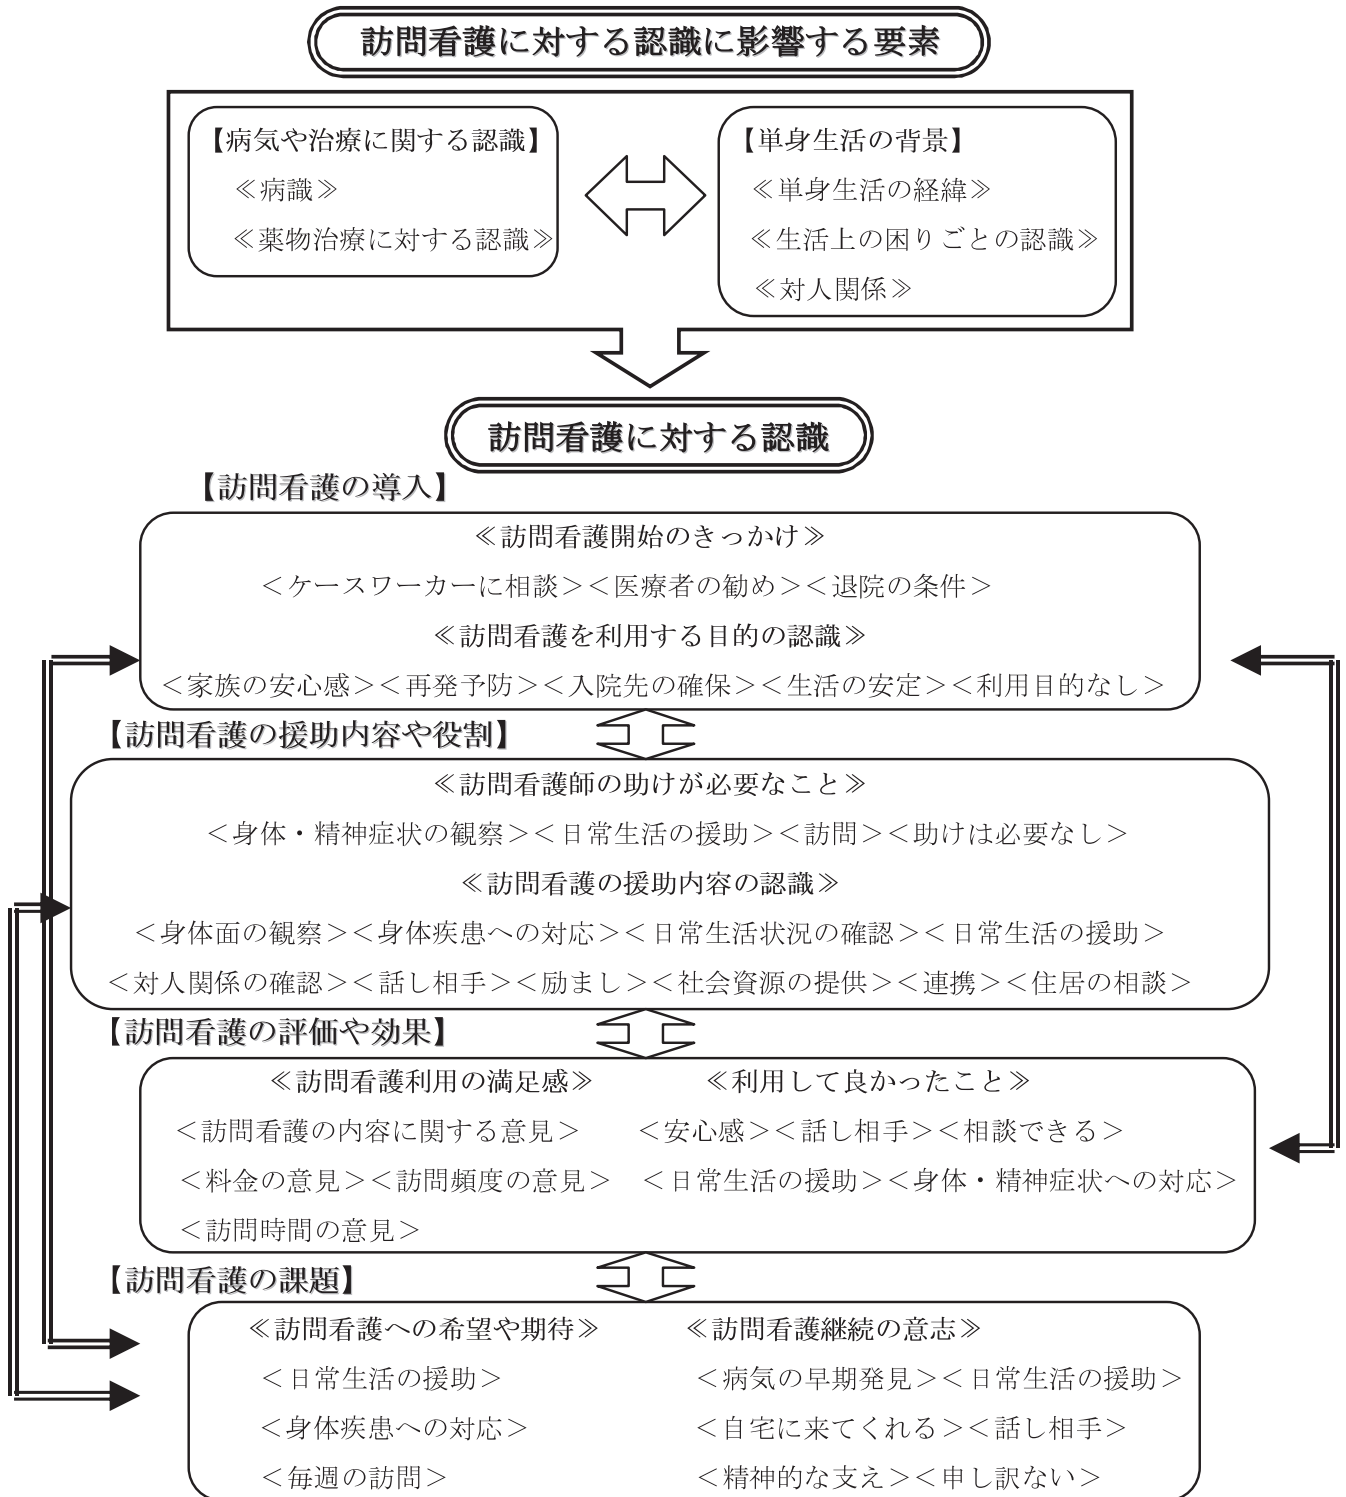 訪問看護に対する認識に影響する要素
【病気や治療に関する認識】
≪病識≫
≪薬物治療に対する認識≫
【単身生活の背景】
≪単身生活の経緯≫
≪生活上の困りごとの認識≫
≪対人関係≫
訪問看護に対する認識
【訪問看護の導入】
≪訪問看護開始のきっかけ≫
＜ケースワーカーに相談＞＜医療者の勧め＞＜退院の条件＞
≪訪問看護を利用する目的の認識≫
＜家族の安心感＞＜再発予防＞＜入院先の確保＞＜生活の安定＞＜利用目的なし＞
【訪問看護の援助内容や役割】
≪訪問看護師の助けが必要なこと≫
＜身体・精神症状の観察＞＜日常生活の援助＞＜訪問＞＜助けは必要なし＞
≪訪問看護の援助内容の認識≫
＜身体面の観察＞＜身体疾患への対応＞＜日常生活状況の確認＞＜日常生活の援助＞
＜対人関係の確認＞＜話し相手＞＜励まし＞＜社会資源の提供＞＜連携＞＜住居の相談＞
【訪問看護の評価や効果】
≪訪問看護利用の満足感≫
＜訪問看護の内容に関する意見＞
＜料金の意見＞＜訪問頻度の意見＞
＜訪問時間の意見＞
≪利用して良かったこと≫
＜安心感＞＜話し相手＞＜相談できる＞
＜日常生活の援助＞＜身体・精神症状への対応＞
【訪問看護の課題】
≪訪問看護への希望や期待≫
＜日常生活の援助＞
＜身体疾患への対応＞
＜毎週の訪問＞
≪訪問看護継続の意志≫
＜病気の早期発見＞＜日常生活の援助＞
＜自宅に来てくれる＞＜話し相手＞
＜精神的な支え＞＜申し訳ない＞